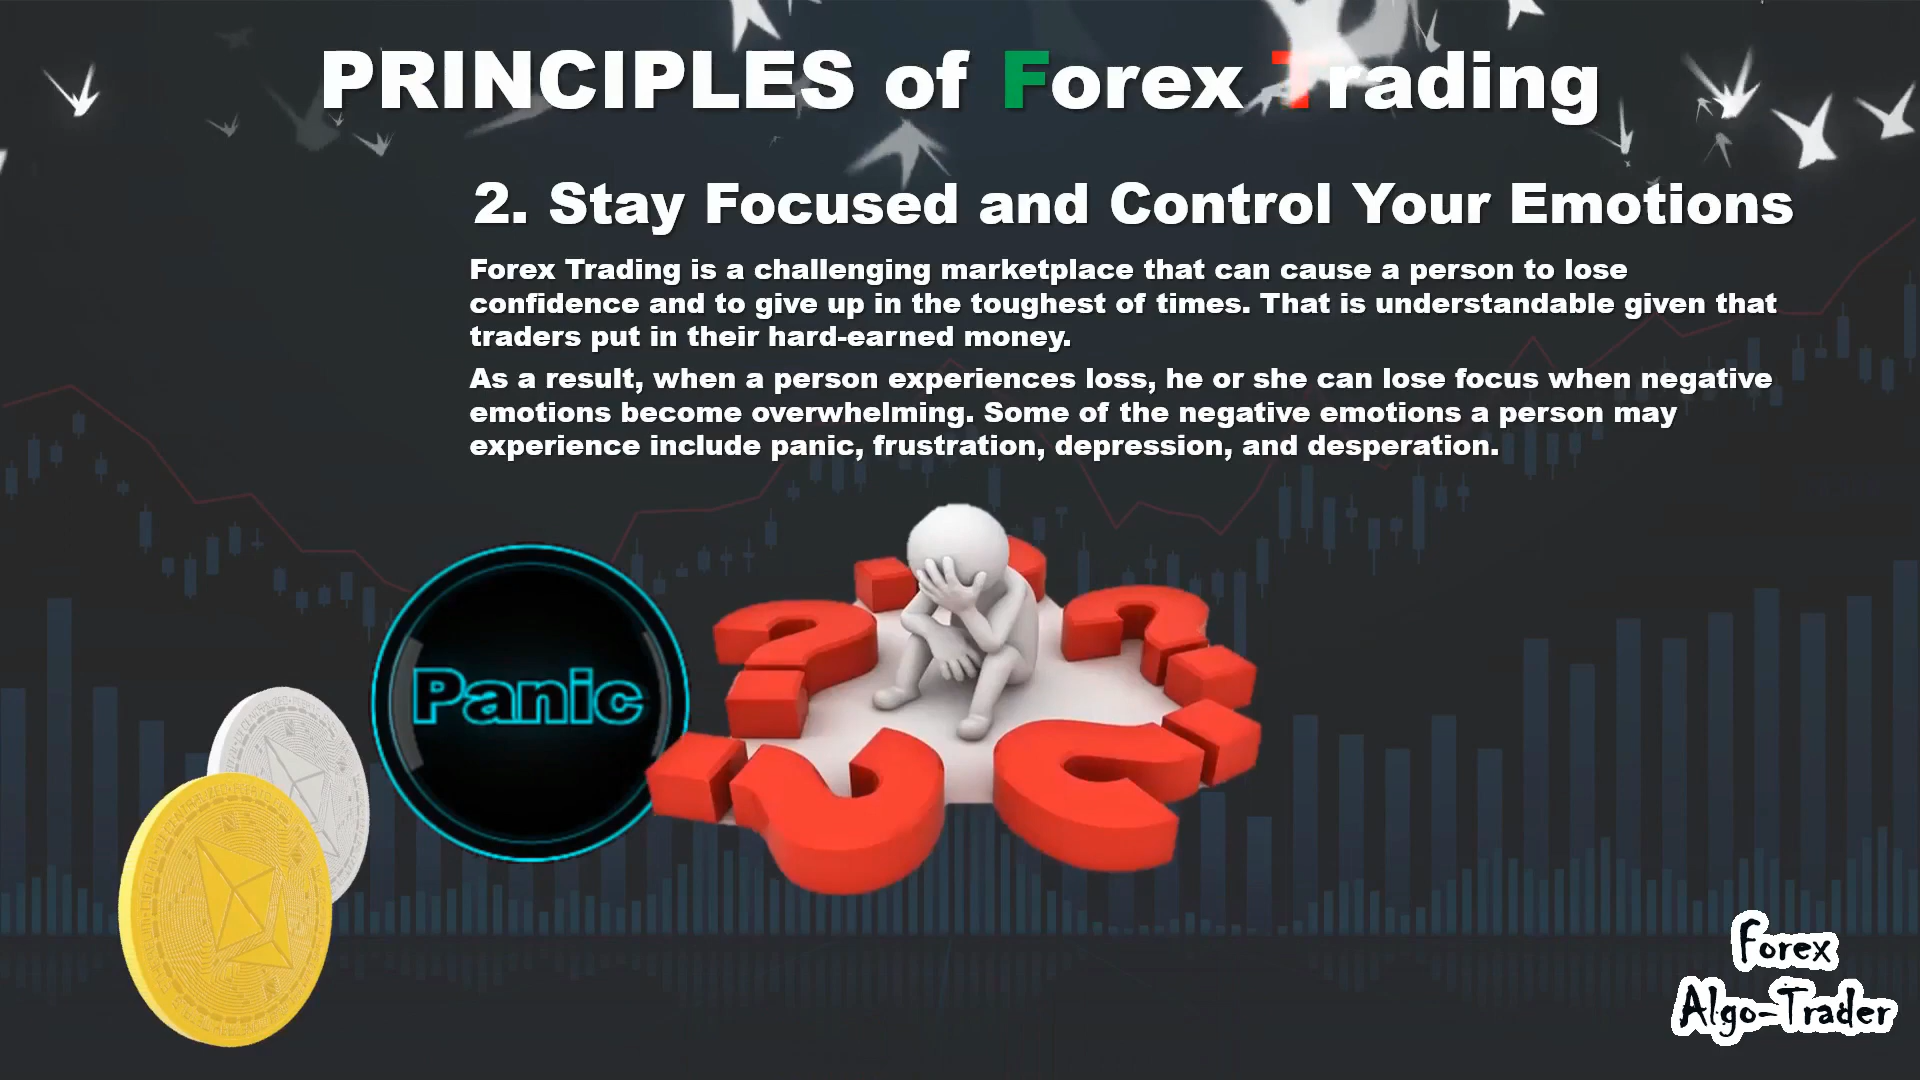 PRINCIPLES of Forex Trading
2. Stay Focused and Control Your Emotions
Forex Trading is a challenging marketplace that can cause a person to lose
confidence and to give up in the toughest of times. That is understandable given that
traders put in their hard-earned money.
As a result, when a person experiences loss, he or she can lose focus when negative
emotions become overwhelming. Some of the negative emotions a person may
experience include panic, frustration, depression, and desperation.
Panic
Forex
Algo-Trader